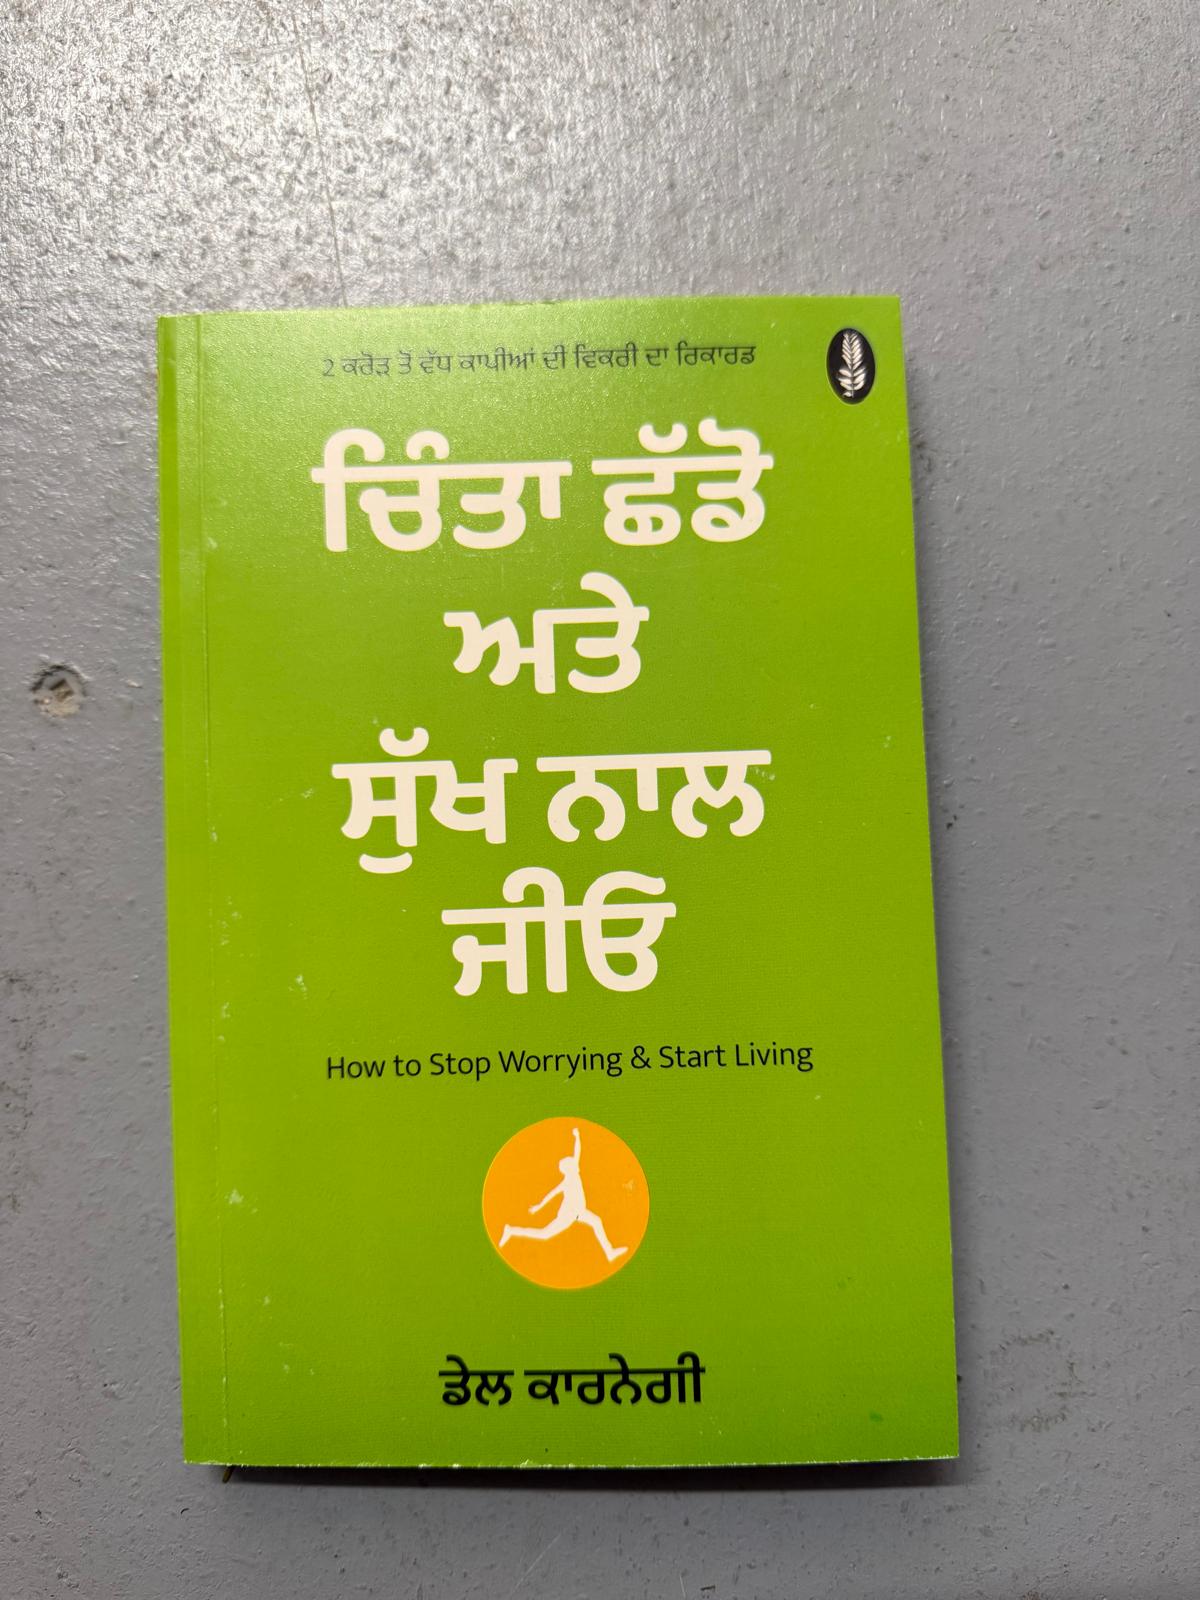 2 ਕਰੋੜ ਤੋਂ ਵੱਧ ਕਾਪੀਆਂ ਦੀ ਵਿਕਰੀ ਦਾ ਰਿਕਾਰਡ
ਚਿੰਤਾ ਛੱਡੋ
ਅਤੇ
ਸੁੱਖ ਨਾਲ
ਜੀਓ
How to Stop Worrying & Start Living
ਡੇਲ ਕਾਰਨੇਗੀ